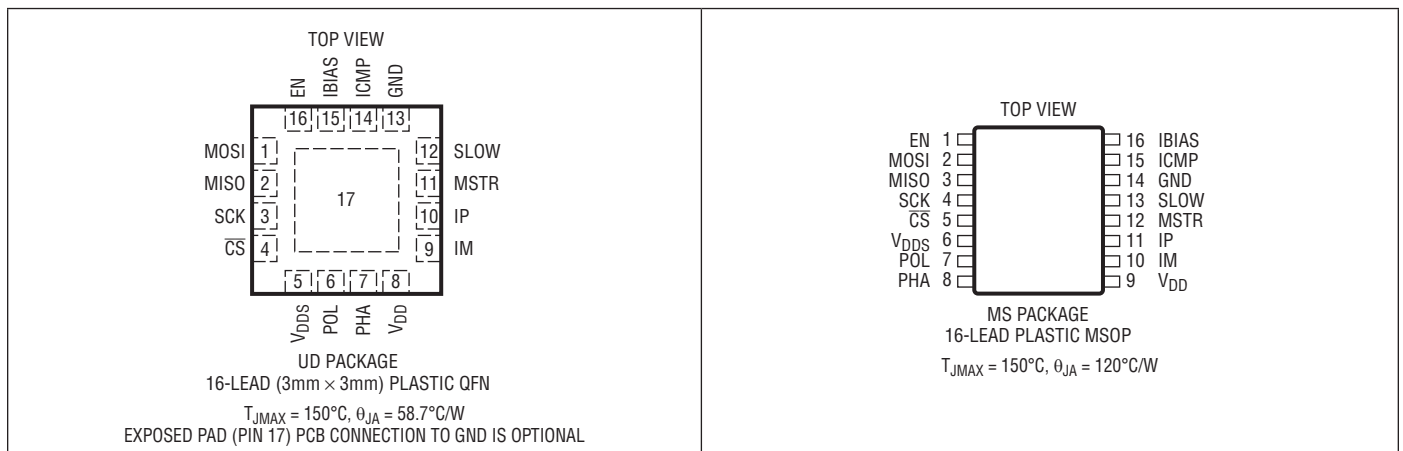 TOP VIEW
EN IBIAS ICMP GND
16 15 14 13
MOSI 1 12 SLOW
MISO 2 11 MSTR
17
SCK 3 10 IP
C̅S̅ 4 9 IM
5 6 7 8
VDDS POL PHA VDD
UD PACKAGE
16-LEAD (3mm × 3mm) PLASTIC QFN
TJMAX = 150°C, θJA = 58.7°C/W
EXPOSED PAD (PIN 17) PCB CONNECTION TO GND IS OPTIONAL
TOP VIEW
EN 1 16 IBIAS
MOSI 2 15 ICMP
MISO 3 14 GND
SCK 4 13 SLOW
C̅S̅ 5 12 MSTR
VDDS 6 11 IP
POL 7 10 IM
PHA 8 9 VDD
MS PACKAGE
16-LEAD PLASTIC MSOP
TJMAX = 150°C, θJA = 120°C/W